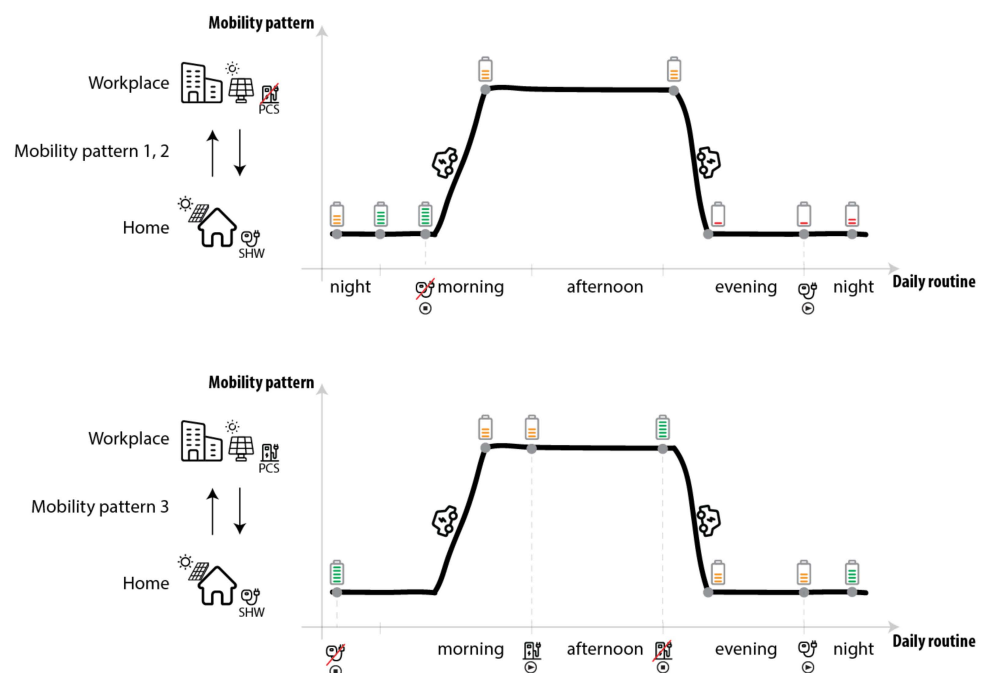 Mobility pattern
Workplace
PCS
Mobility pattern 1, 2
Home
SHW
night
morning
afternoon
evening
night
Daily routine
Mobility pattern
Workplace
PCS
Mobility pattern 3
Home
SHW
morning
afternoon
evening
night
Daily routine